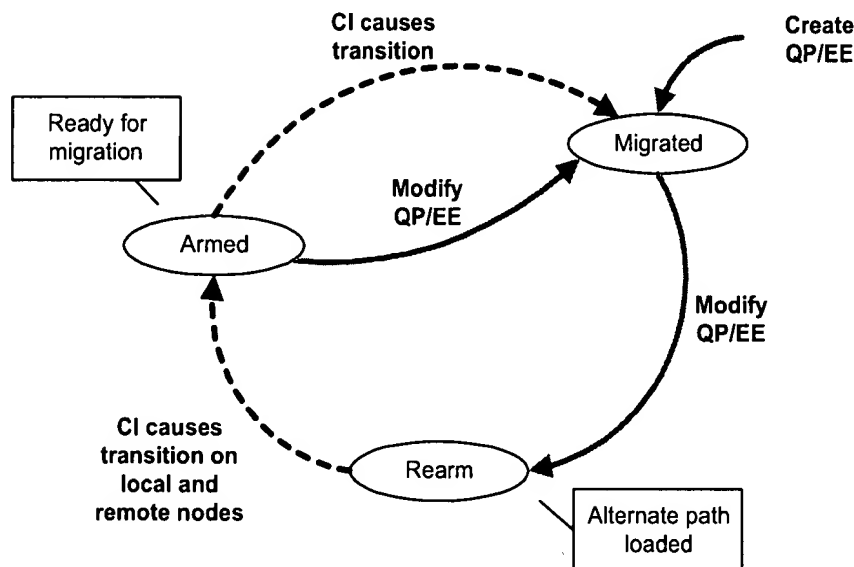 CI causes
transition
Create
QP/EE
Ready for
migration
Migrated
Modify
QP/EE
Armed
Modify
QP/EE
CI causes
transition on
local and
remote nodes
Rearm
Alternate path
loaded